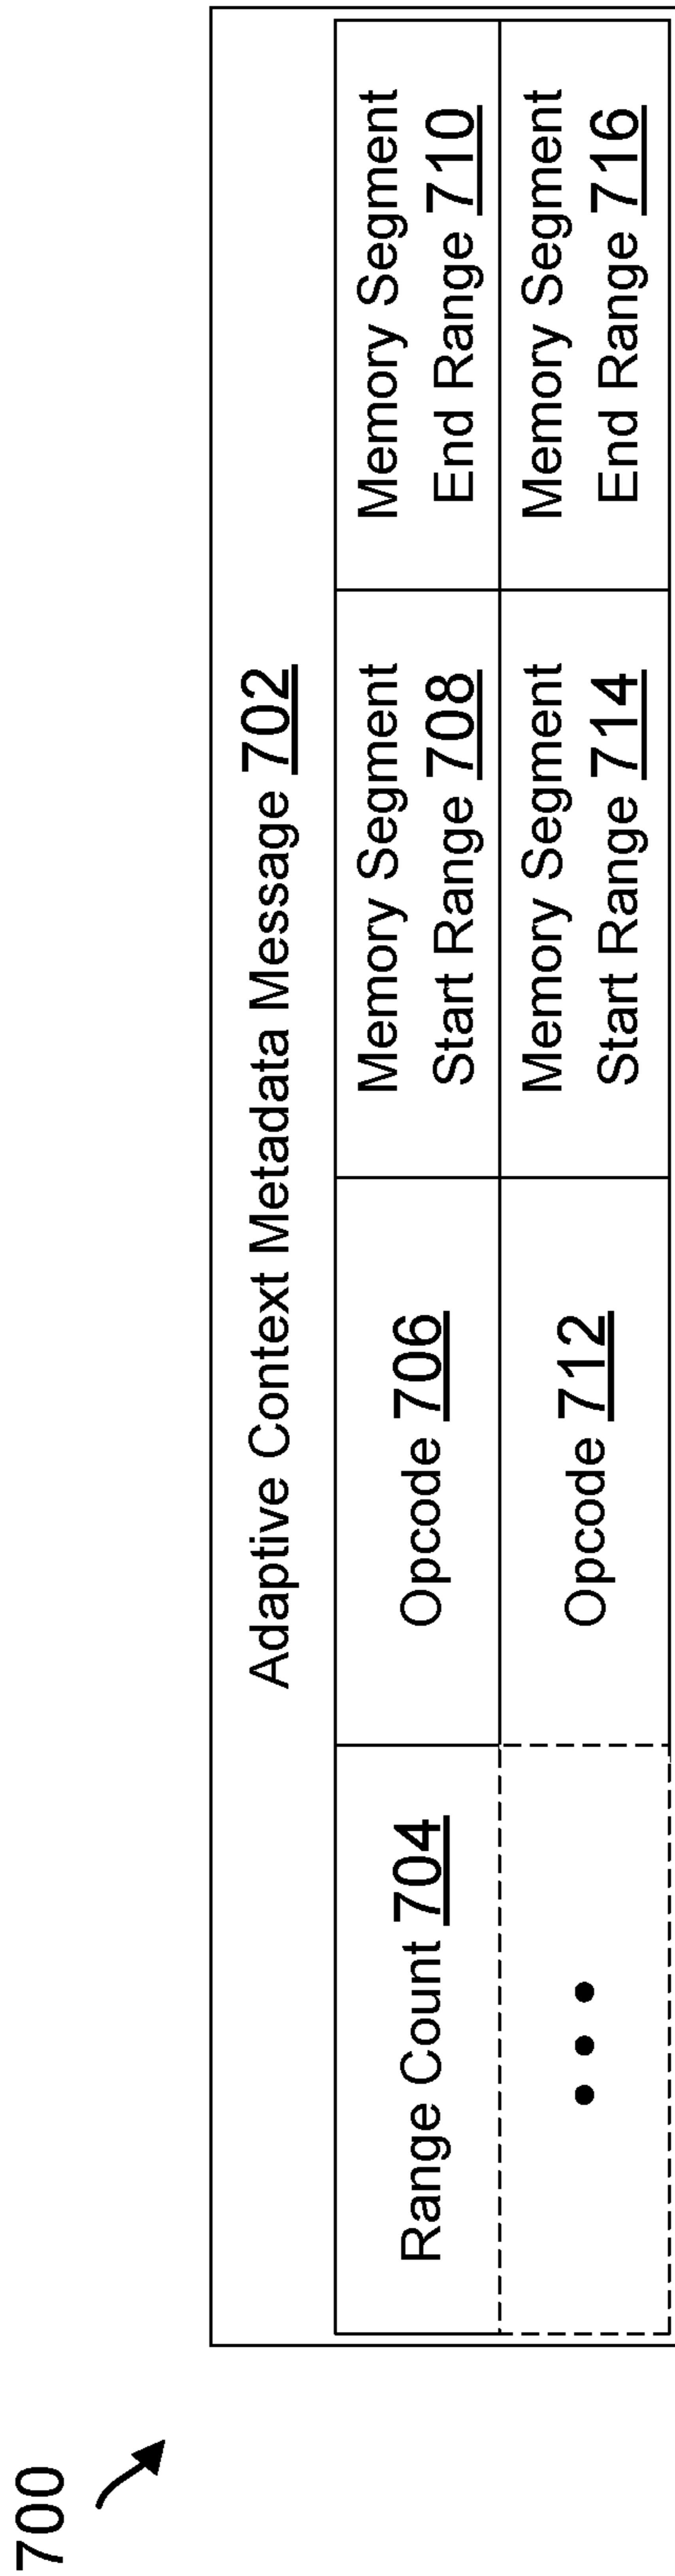 700
Adaptive Context Metadata Message 702
Range Count 704
Opcode 706
Memory Segment
Start Range 708
Memory Segment
End Range 710
• • •
Opcode 712
Memory Segment
Start Range 714
Memory Segment
End Range 716